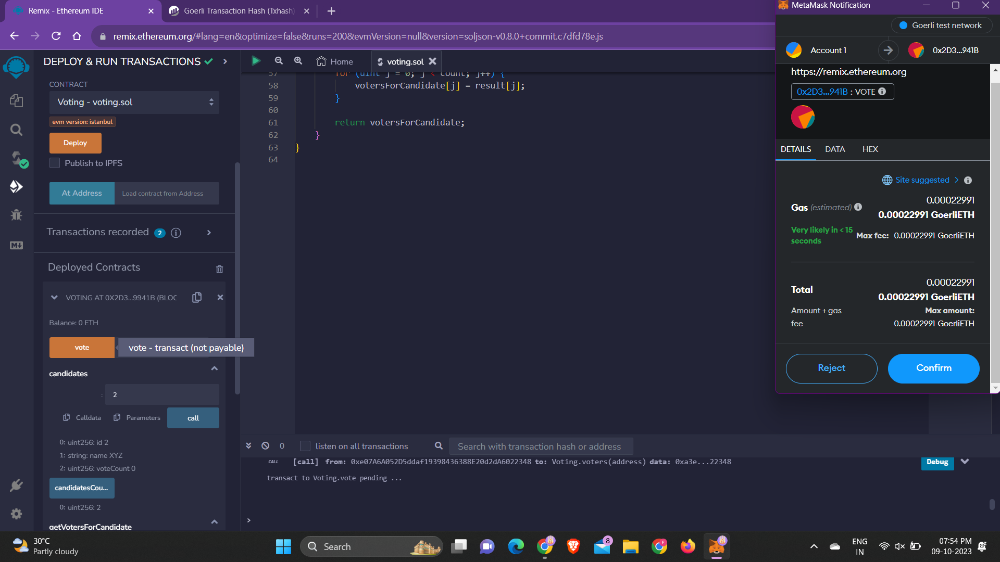 Remix - Ethereum IDE
Goerli Transaction Hash (Txhash)
remix.ethereum.org/#lang=en&optimize=false&runs=200&evmVersion=null&version=soljson-v0.8.0+commit.c7dfd78e.js
DEPLOY & RUN TRANSACTIONS
CONTRACT
Voting - voting.sol
evm version: istanbul
Deploy
Publish to IPFS
At Address
Load contract from Address
Transactions recorded 2 i
Deployed Contracts
VOTING AT 0X2D3...9941B (BLOC
Balance: 0 ETH
vote
vote - transact (not payable)
candidates
: 2
Calldata
Parameters
call
0: uint256: id 2
1: string: name XYZ
2: uint256: voteCount 0
candidatesCou...
0: uint256: 2
getVotersForCandidate
Home
voting.sol
57 for (uint j = 0; j < count; j++) {
58 votersForCandidate[j] = result[j];
59 }
60
61 return votersForCandidate;
62 }
63 }
64
0
listen on all transactions
Search with transaction hash or address
CALL [call] from: 0xe07A6A052D5ddaf19398436388E20d2dA6022348 to: Voting.voters(address) data: 0xa3e...22348
Debug
transact to Voting.vote pending ...
>
MetaMask Notification
Goerli test network
Account 1
0x2D3...941B
https://remix.ethereum.org
0x2D3...941B : VOTE
DETAILS
DATA
HEX
Site suggested >
0.00022991
Gas (estimated) 0.00022991 GoerliETH
Very likely in < 15 seconds
Max fee: 0.00022991 GoerliETH
0.00022991
Total 0.00022991 GoerliETH
Amount + gas fee
Max amount:
0.00022991 GoerliETH
Reject
Confirm
30°C
Partly cloudy
Search
8
F
ENG
IN
07:54 PM
09-10-2023